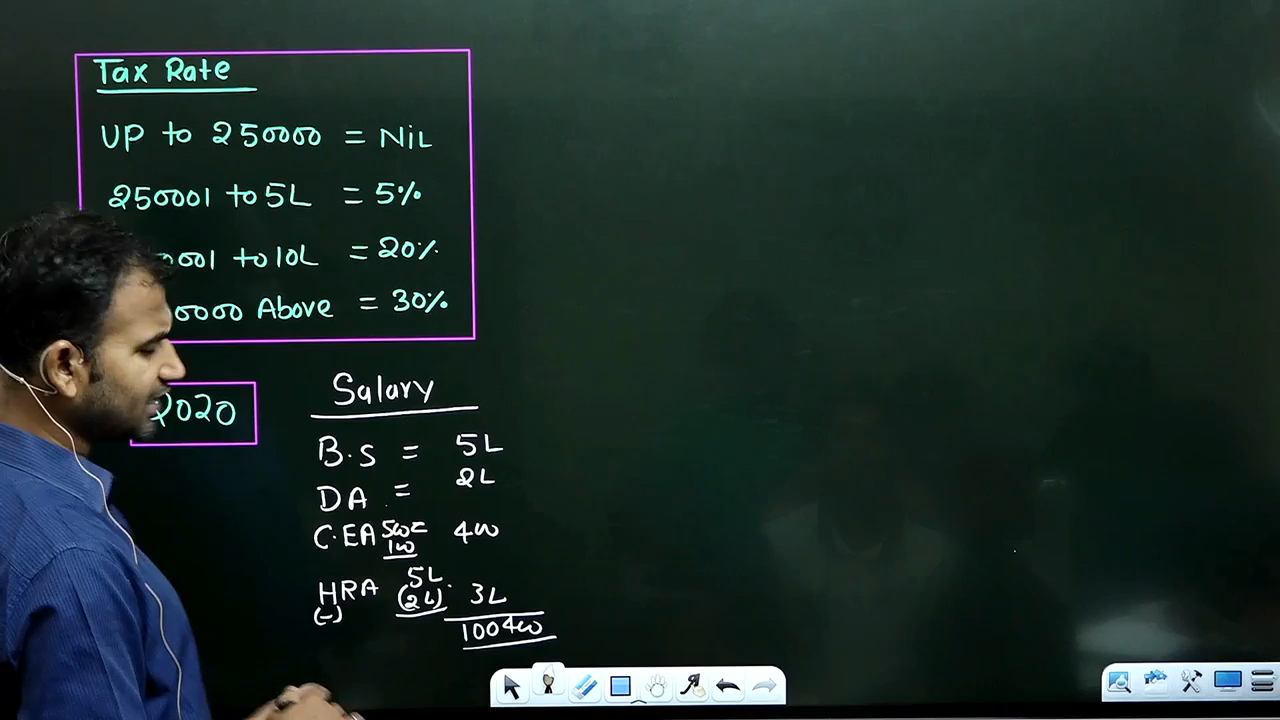 Tax Rate
UP to 250000 = NiL
250001 to 5L = 5%
001 to 10L = 20%
0000 Above = 30%
2020
Salary
B.S = 5L
DA = 2L
C.EA 500 = 400
100
HRA 5L
(-) (2L) 3L
100400